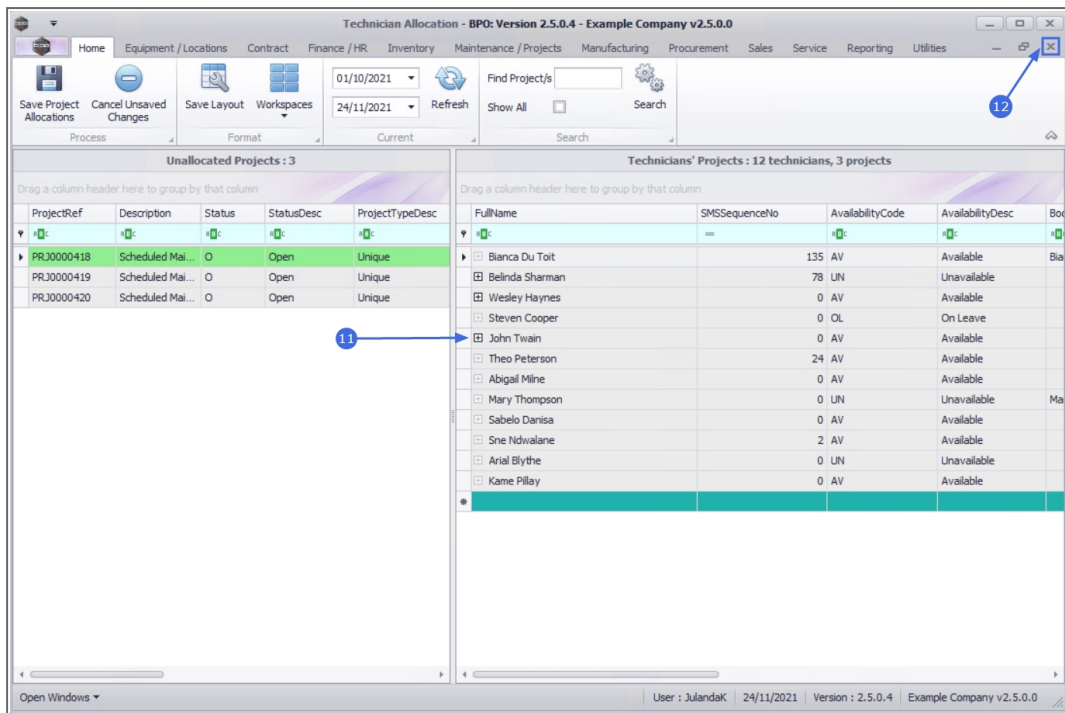 Technician Allocation - BPO: Version 2.5.0.4 - Example Company v2.5.0.0
Home Equipment / Locations Contract Finance / HR Inventory Maintenance / Projects Manufacturing Procurement Sales Service Reporting Utilities
12
Save Project Allocations
Cancel Unsaved Changes
Process
Save Layout
Workspaces
Format
01/10/2021
24/11/2021
Refresh
Current
Find Project/s
Show All
Search
Search
Unallocated Projects : 3
Drag a column header here to group by that column
ProjectRef Description Status StatusDesc ProjectTypeDesc
PRJ0000418 Scheduled Mai... O Open Unique
PRJ0000419 Scheduled Mai... O Open Unique
PRJ0000420 Scheduled Mai... O Open Unique
Technicians' Projects : 12 technicians, 3 projects
Drag a column header here to group by that column
FullName SMSSequenceNo AvailabilityCode AvailabilityDesc Boo
=
Bianca Du Toit 135 AV Available Bia
Belinda Sharman 78 UN Unavailable
Wesley Haynes 0 AV Available
Steven Cooper 0 OL On Leave
11
John Twain 0 AV Available
Theo Peterson 24 AV Available
Abigail Milne 0 AV Available
Mary Thompson 0 UN Unavailable Ma
Sabelo Danisa 0 AV Available
Sne Ndwalane 2 AV Available
Arial Blythe 0 UN Unavailable
Kame Pillay 0 AV Available
Open Windows
User : JulandaK 24/11/2021 Version : 2.5.0.4 Example Company v2.5.0.0